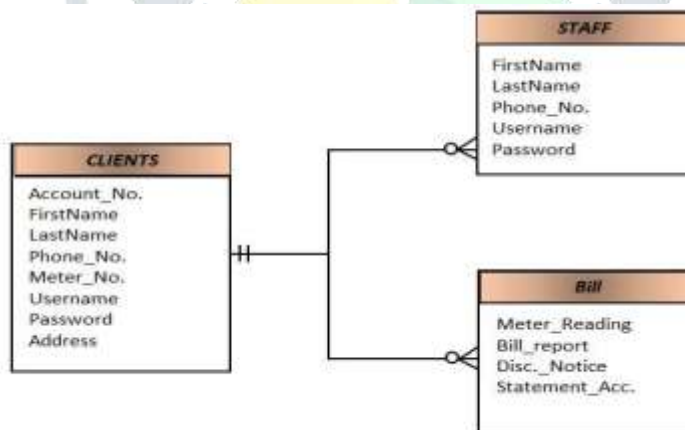 STAFF
FirstName
LastName
Phone_No.
Username
Password
CLIENTS
Account_No.
FirstName
LastName
Phone_No.
Meter_No.
Username
Password
Address
Bill
Meter_Reading
Bill_report
Disc._Notice
Statement_Acc.